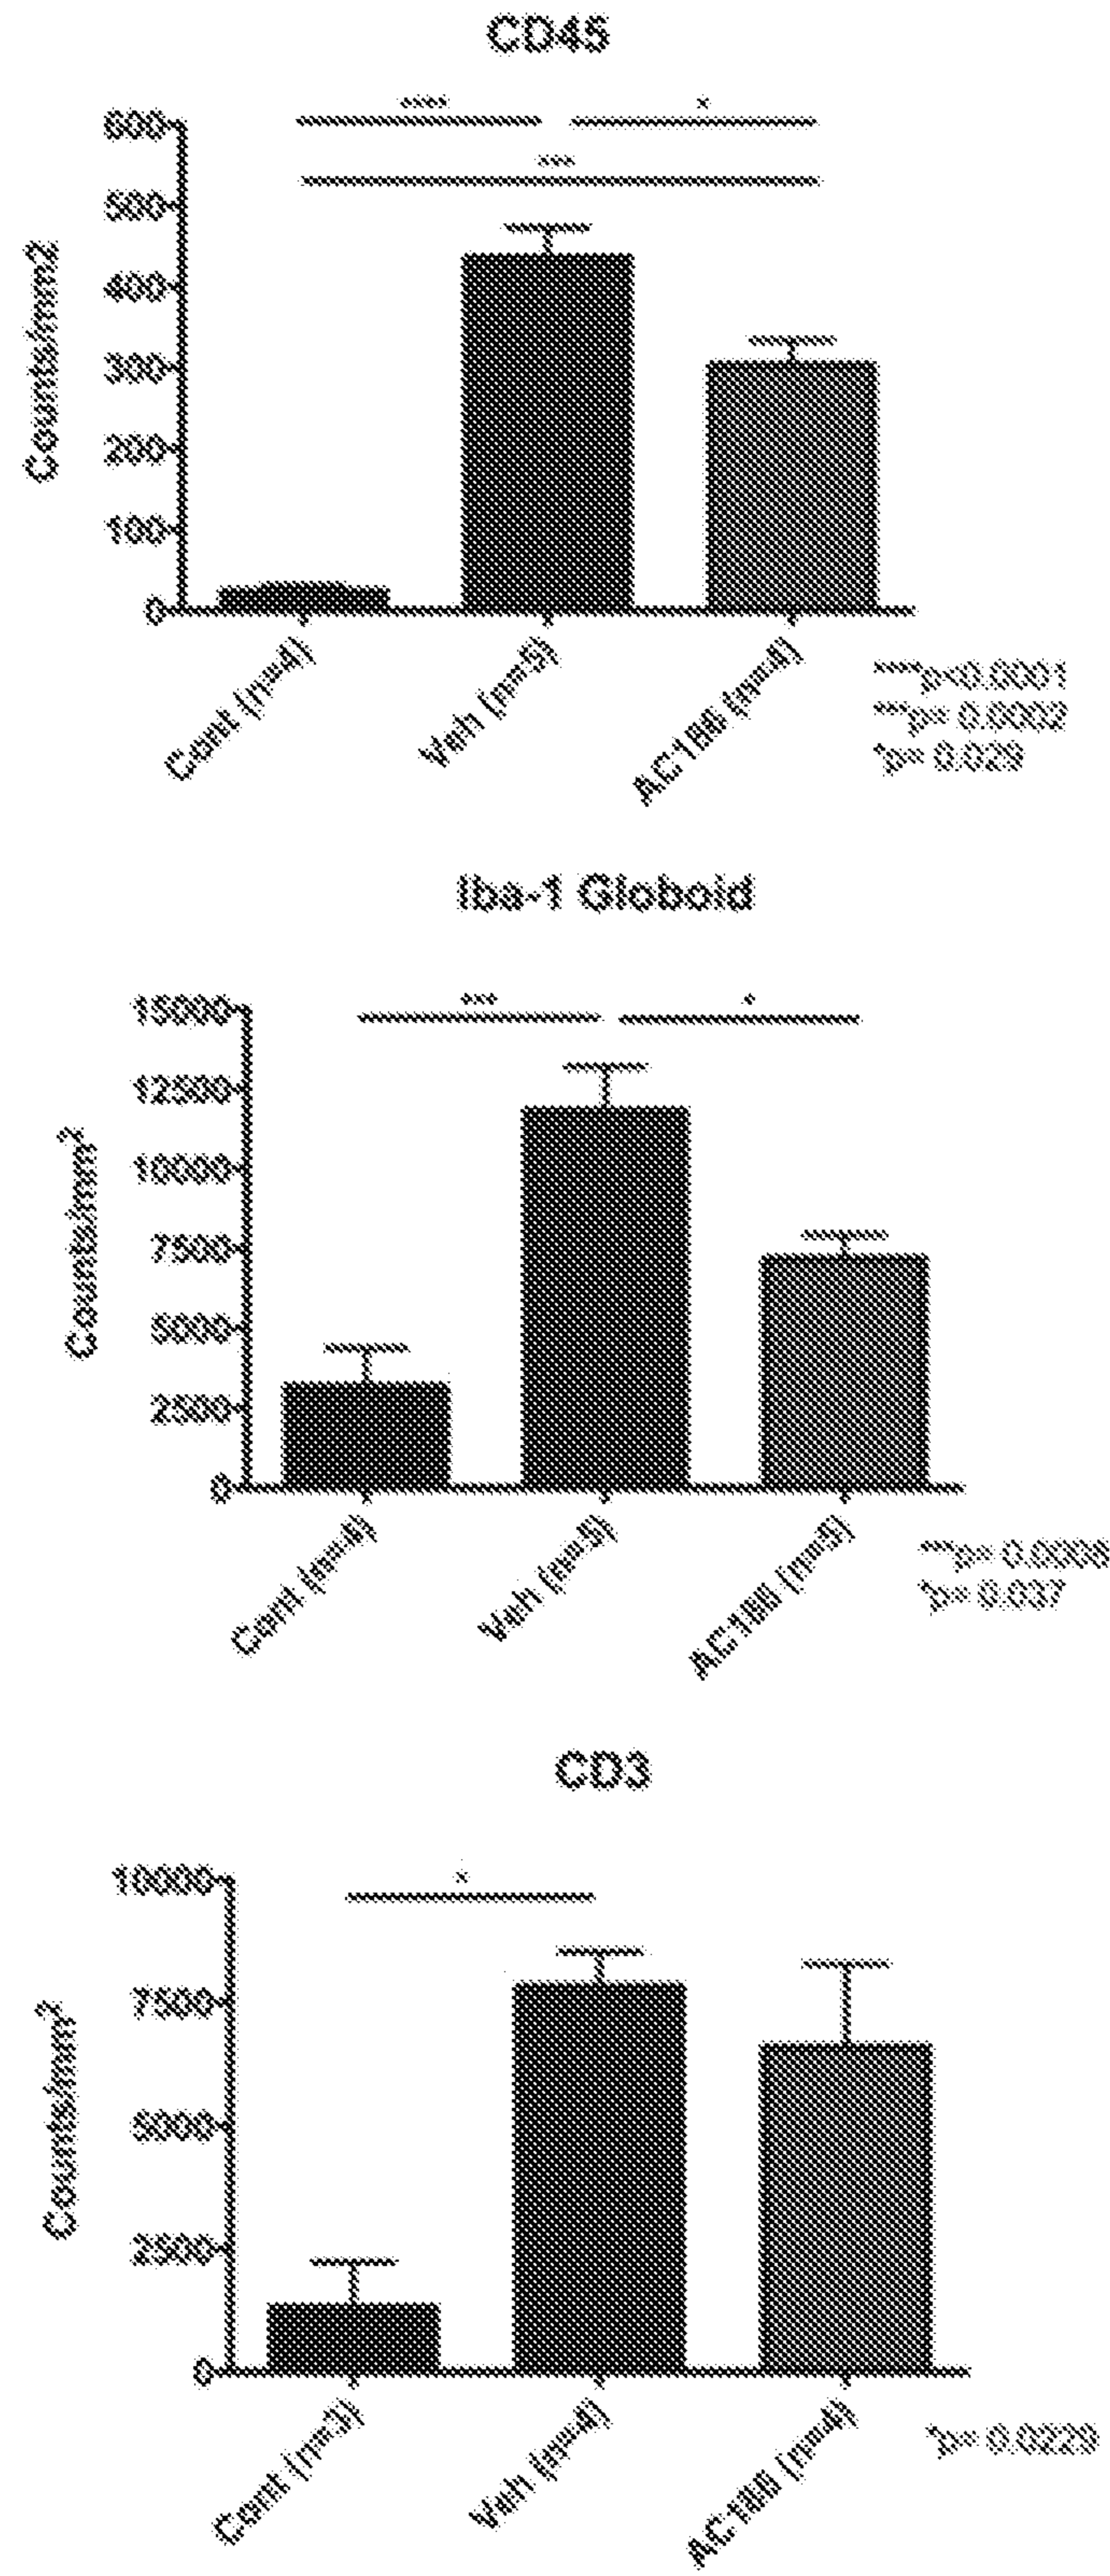 CD45
**** *
***
Counts/mm2
600
500
400
300
200
100
0
Cont (n=4)
Veh (n=5)
AC186 (n=4)
****p<0.0001
***p= 0.0002
*p= 0.029
Iba-1 Globoid
*** *
Counts/mm²
15000
12500
10000
7500
5000
2500
0
Cont
Veh (n=5)
AC186 (n=5)
*p= 0.037
CD3
*
Counts/mm²
10000
7500
5000
2500
0
Cont (n=3)
Veh (n=4)
AC186 (n=4)
*p= 0.0229